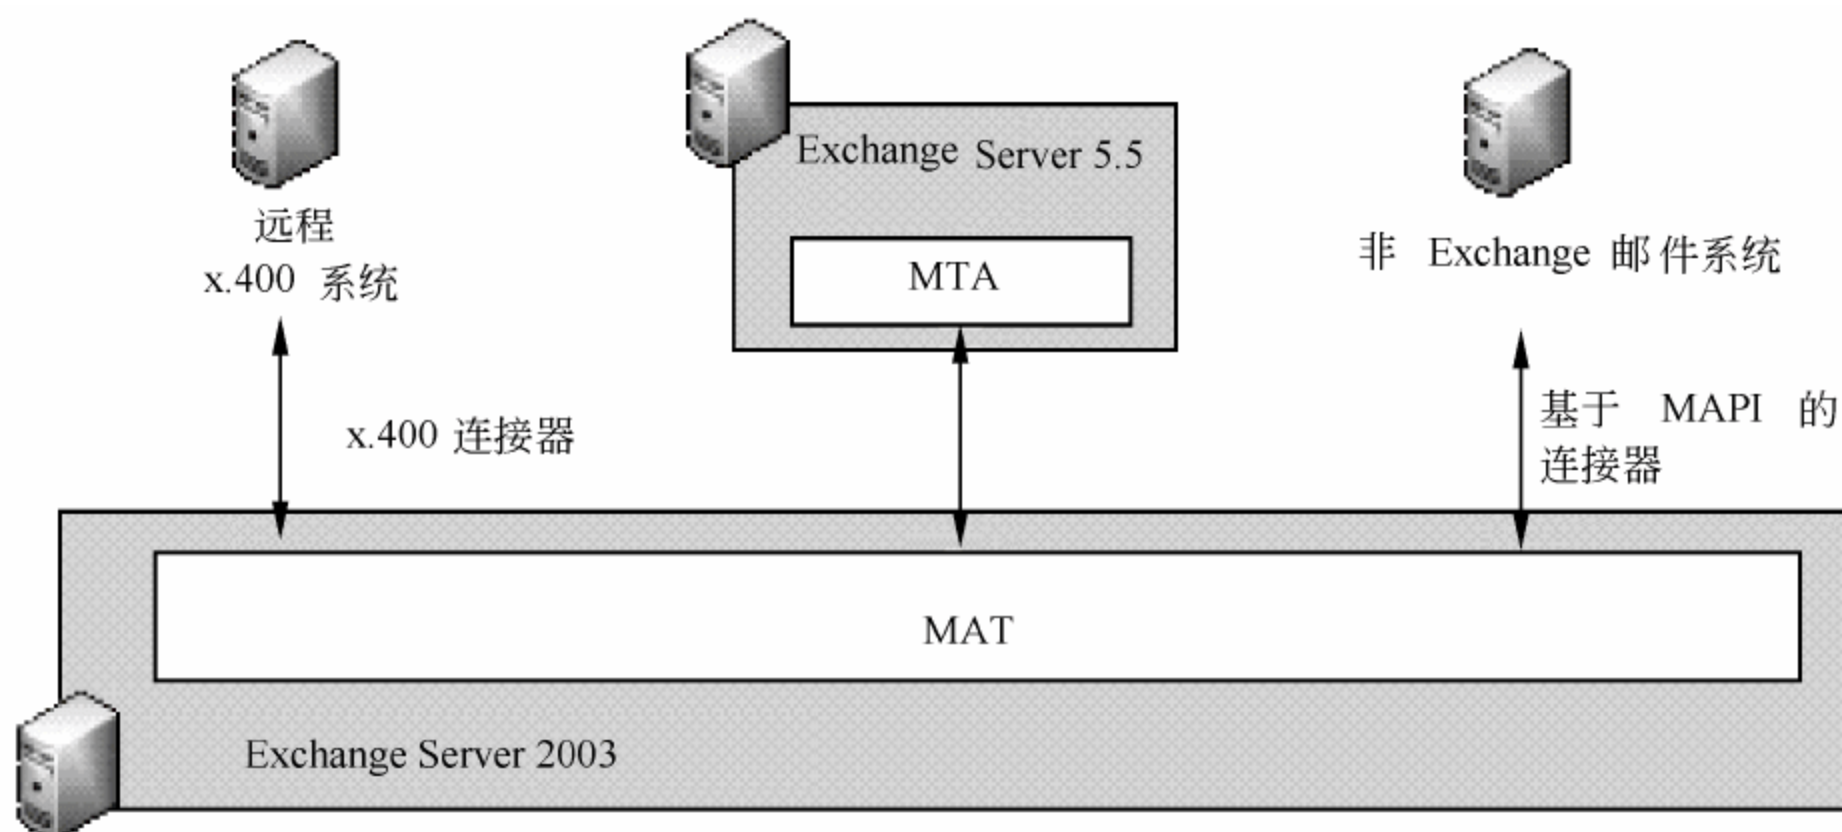 远程
x.400 系统
Exchange Server 5.5
MTA
非 Exchange 邮件系统
x.400 连接器
基于 MAPI 的
连接器
MAT
Exchange Server 2003